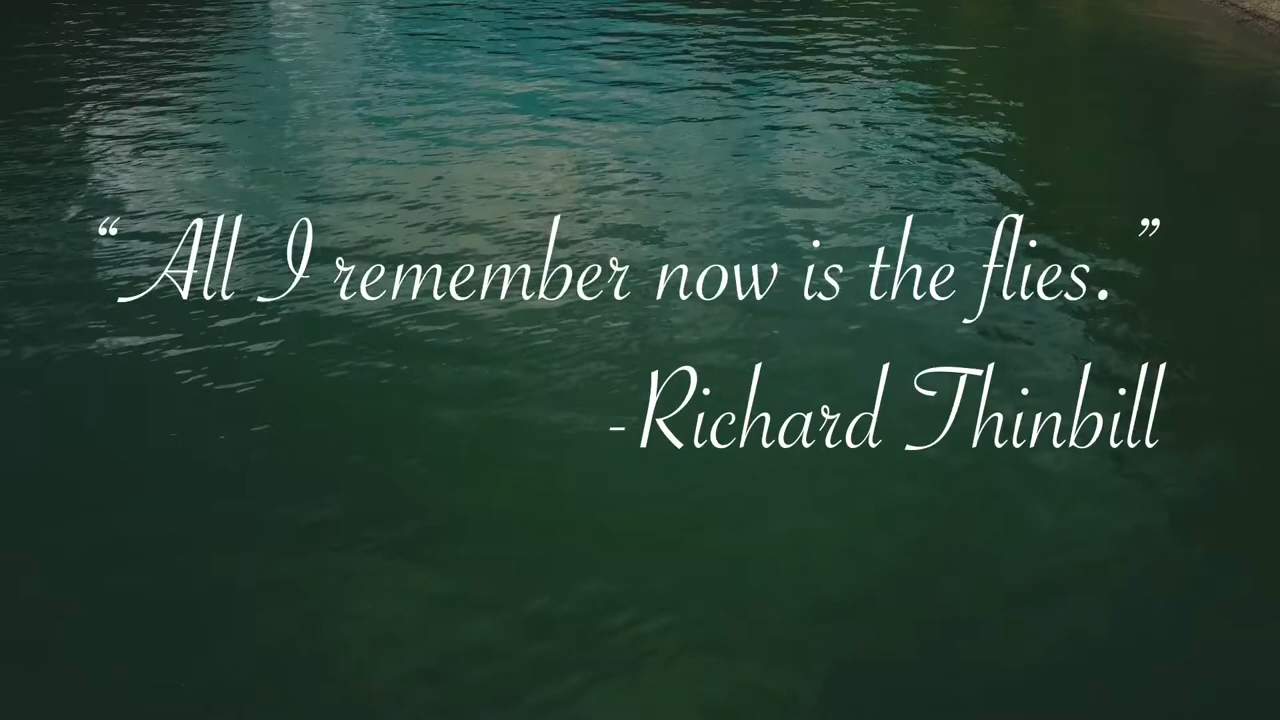 “All I remember now is the flies.”
-Richard Thinbill